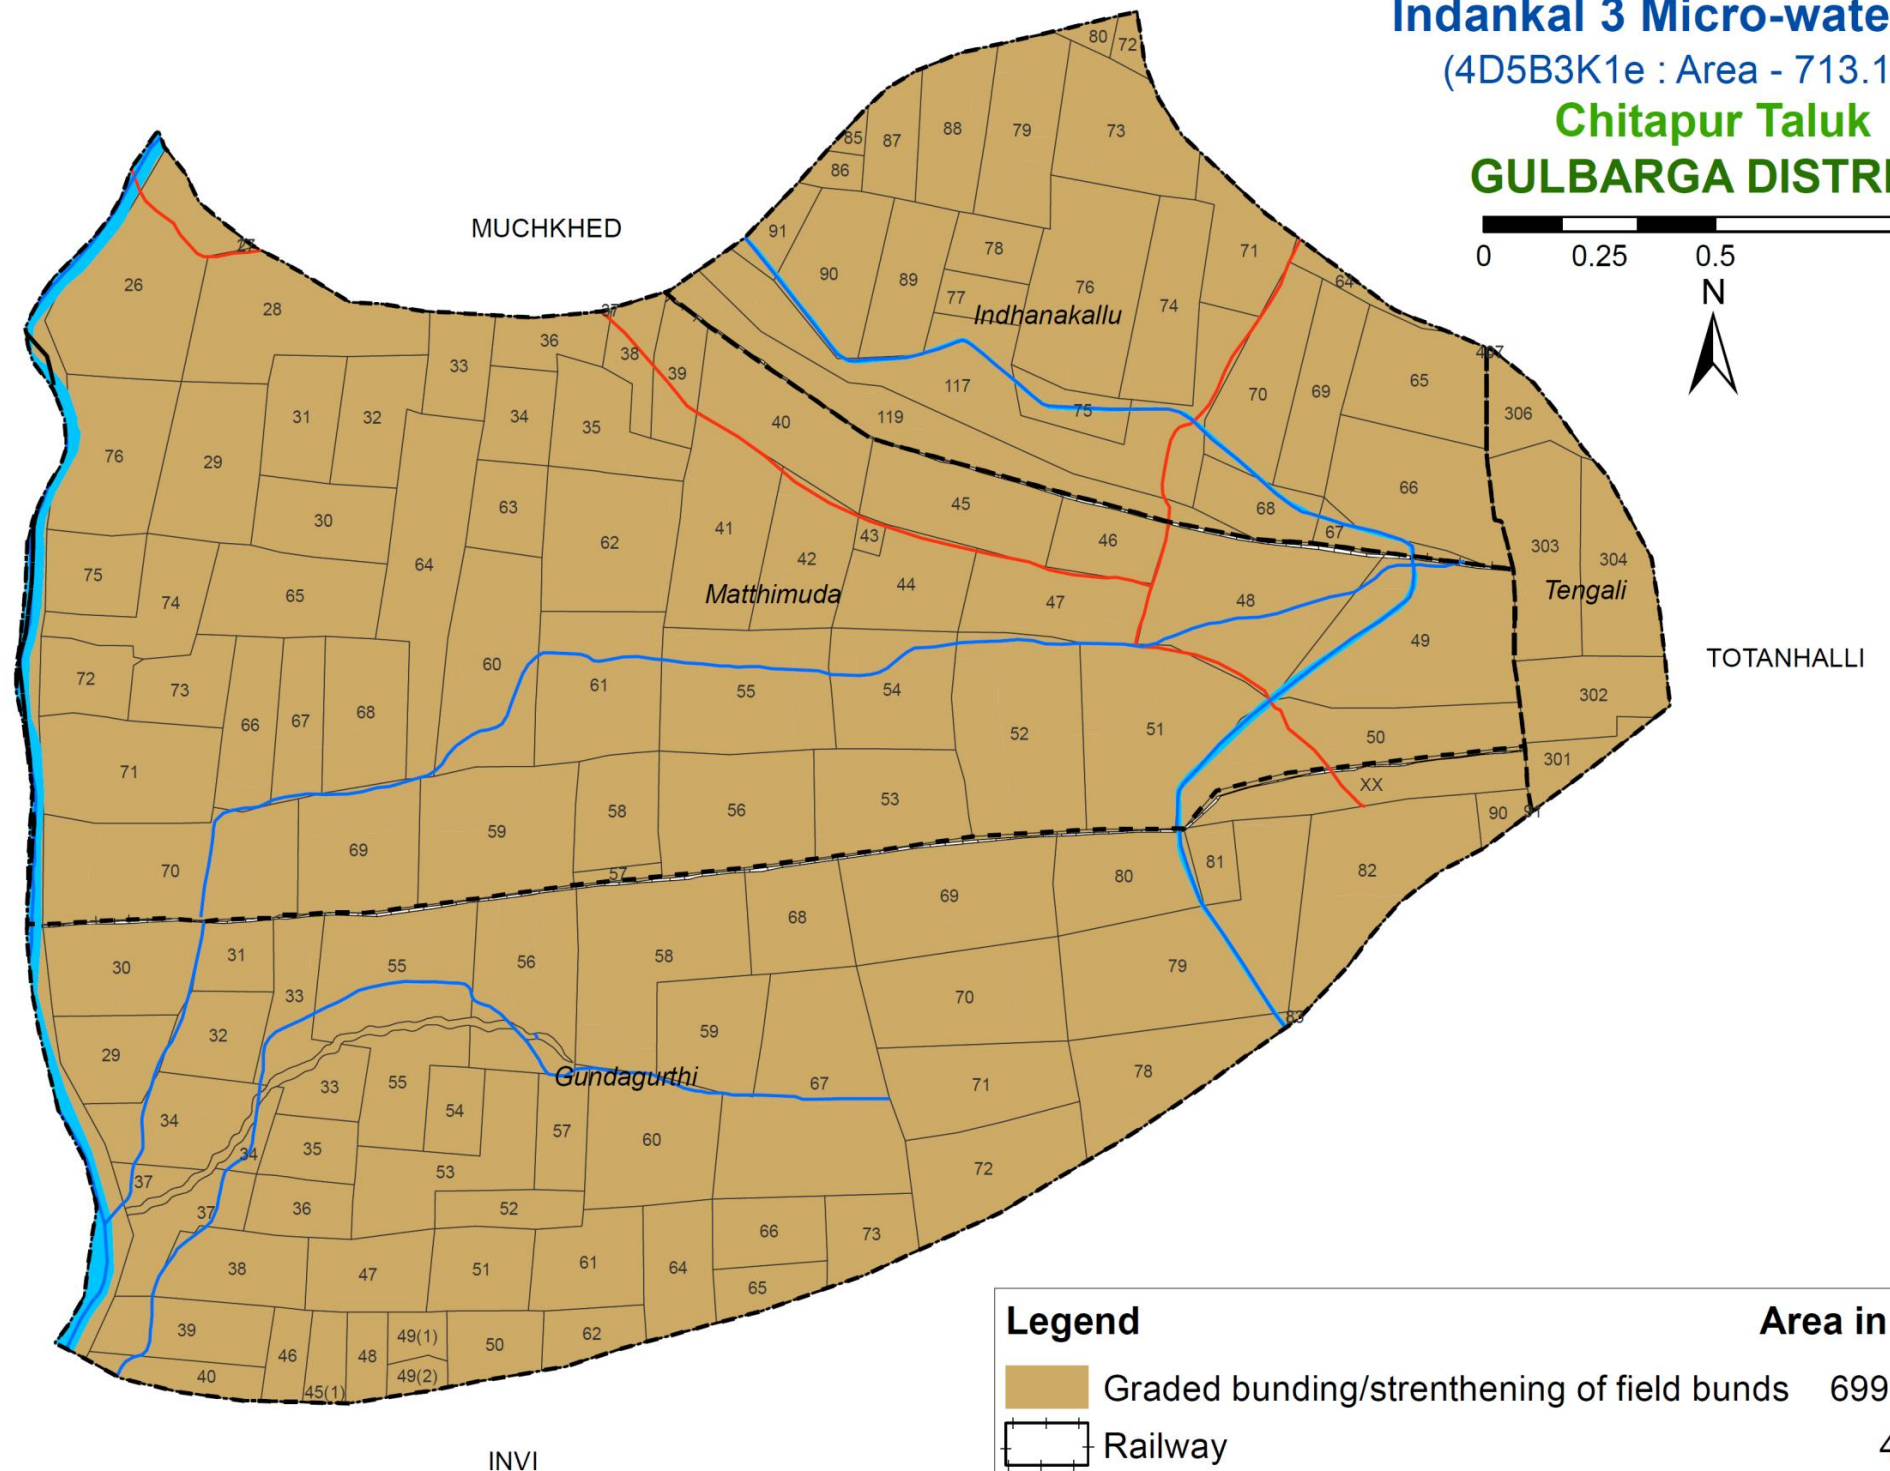 Indankal 3 Micro-wate
(4D5B3K1e : Area - 713.1
Chitapur Taluk
GULBARGA DISTRI
0 0.25 0.5
N
MUCHKHED
TOTANHALLI
INVI
Indhanakallu
80 72
85 87 88 79 73
86
91 90 89 78 77 76 74 71 64
117 119 75 70 69 65
68 67 66
Matthimuda
27
26 28 36 37 38 39 40
33 31 32 34 35
76 29 30 63 62 41 42 43 45 46
75 74 65 64 44 47 48 49
72 73 66 67 68 60 61 55 54 52 51 50
71 70 69 59 58 57 56 53
Tengali
306
303 304
302
301
Gundagurthi
XX 90 91
30 31 33 55 56 58 68 69 80 81 82
29 32 59 70 79 83
34 33 55 54 57 60 67 71 78
37 34 35 53 72
37 36 52 66 73
38 47 51 61 64 65
39 46 48 49(1) 50 62
40 45(1) 49(2)
Legend Area in
Graded bunding/strenthening of field bunds 699
Railway 4